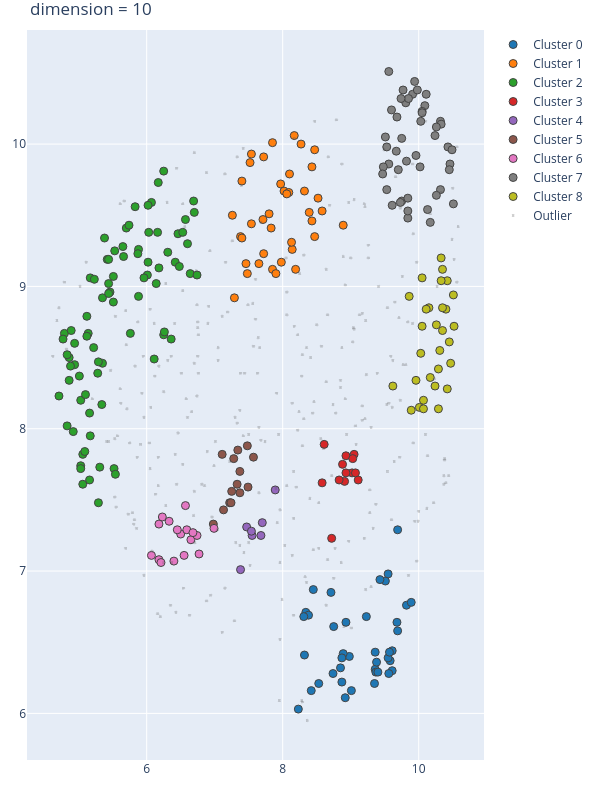 dimension = 10
Cluster 0
Cluster 1
Cluster 2
Cluster 3
Cluster 4
Cluster 5
Cluster 6
Cluster 7
Cluster 8
Outlier
10
9
8
7
6
6 8 10